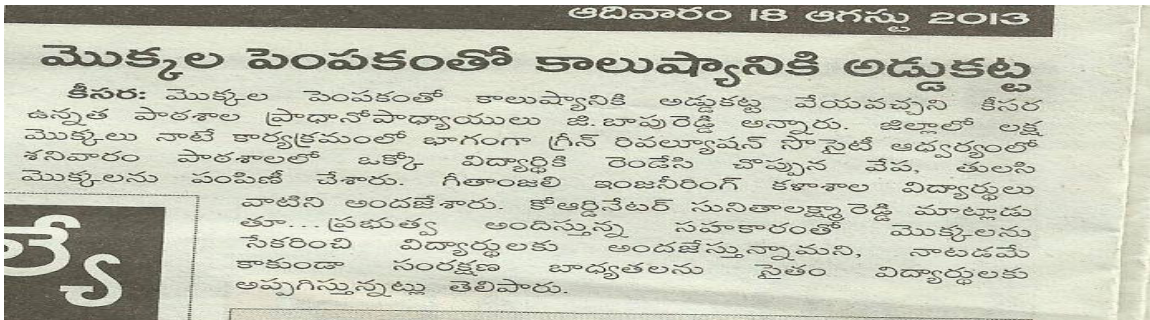 ఆదివారం 18 ఆగస్టు 2013
మొక్కల పెంపకంతో కాలుష్యానికి అడ్డుకట్ట
కీసర: మొక్కల పెంపకంతో కాలుష్యానికి అడ్డుకట్ట వేయవచ్చని కీసర
ఉన్నత పాఠశాల ప్రాధానోపాధ్యాయులు జి.బాపురెడ్డి అన్నారు. జిల్లాలో లక్ష
మొక్కలు నాటే కార్యక్రమంలో భాగంగా గ్రీన్ రివల్యూషన్ సొసైటీ ఆద్వర్యంలో
శనివారం పాఠశాలలో ఒక్కో విద్యార్థికి రెండేసి చొప్పున వేప, తులసి
మొక్కలను పంపిణీ చేశారు. గీతాంజలి ఇంజనీరింగ్ కళాశాల విద్యార్థులు
వాటిని అందజేశారు. కోఆర్డినేటర్ సునితాలక్ష్మారెడ్డి మాట్లాడు
తూ...ప్రభుత్వ అందిస్తున్న సహకారంతో మొక్కలను
సేకరించి విద్యార్థులకు అందజేస్తున్నామని, నాటడమే
కాకుండా సంరక్షణ బాధ్యతలను సైతం విద్యార్థులకు
అప్పగిస్తున్నట్లు తెలిపారు.
ల్యే